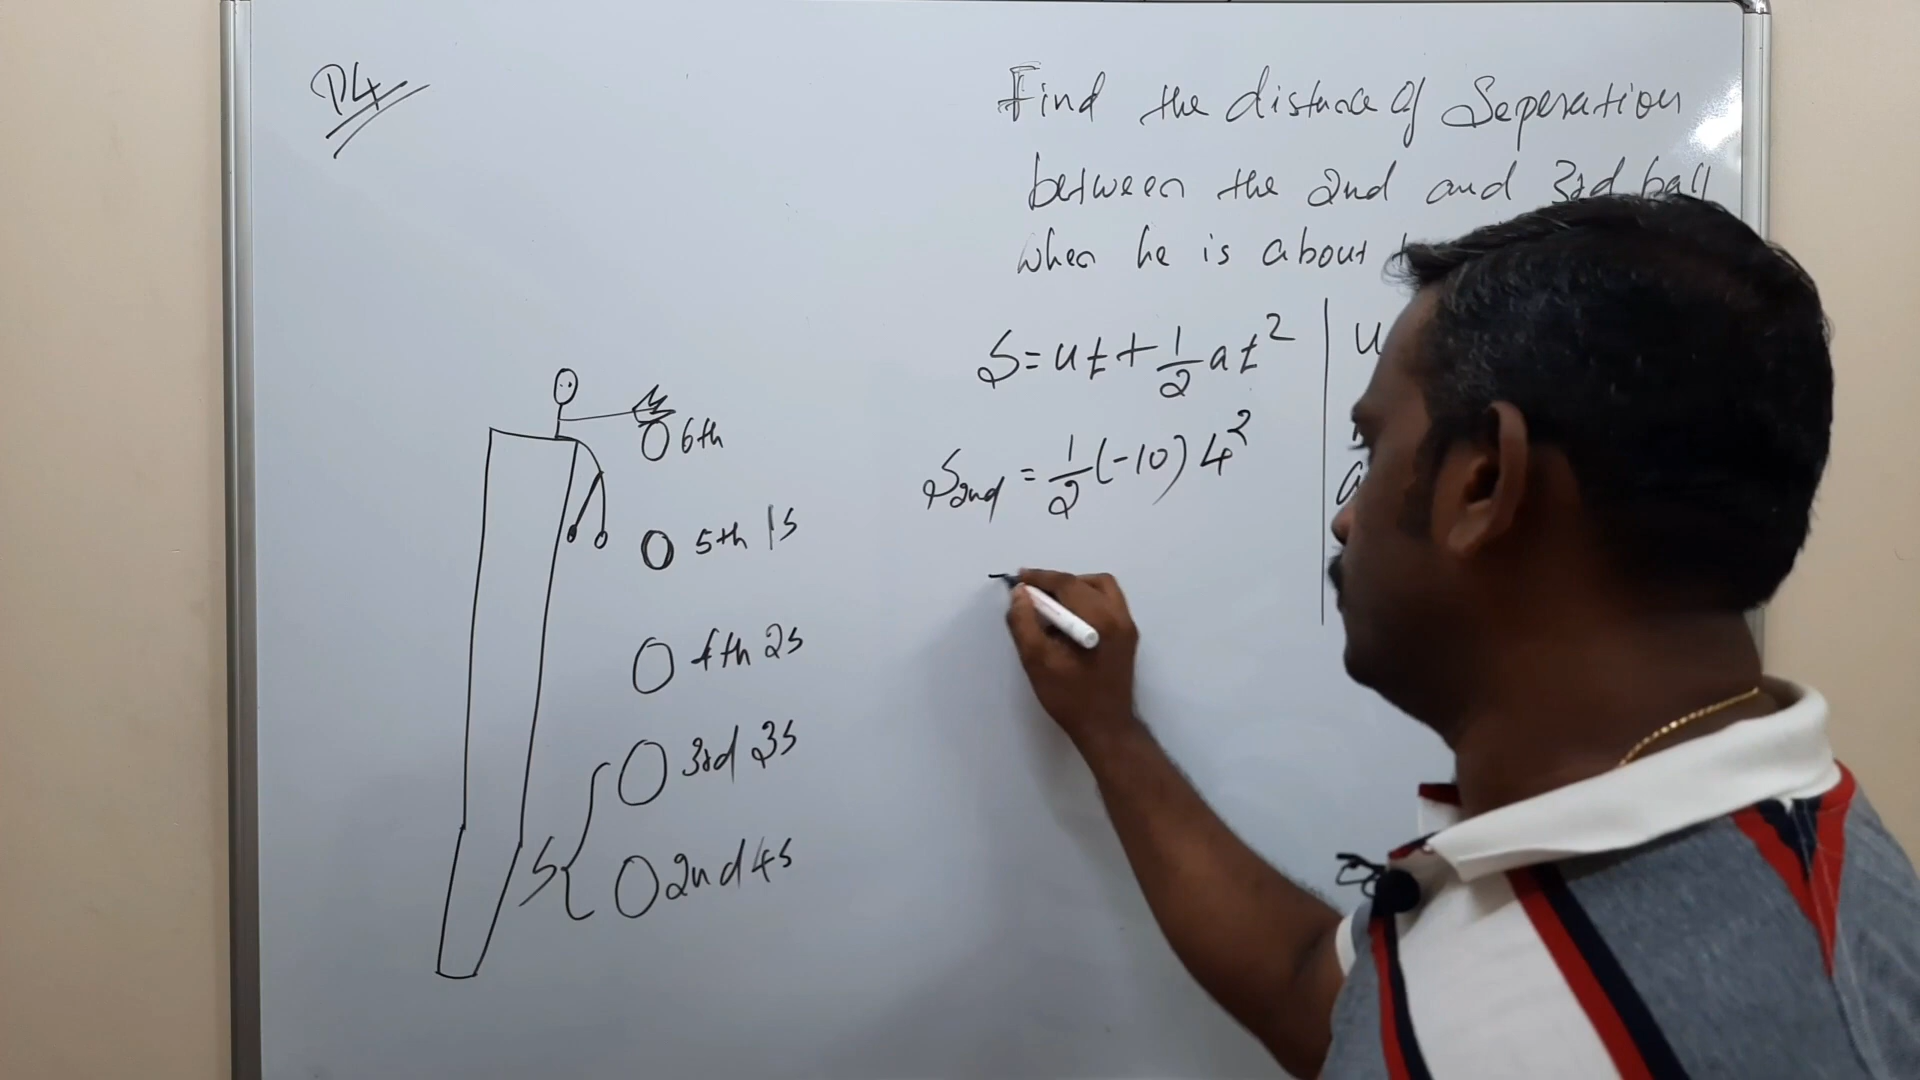 P4
Find the distance of Seperation
between the 2nd and 3rd ball
when he is about
S = ut + 1/2 at² | u
S2nd = 1/2 (-10) 4²
6th
5th 1s
4th 2s
3rd 3s
S
2nd 4s